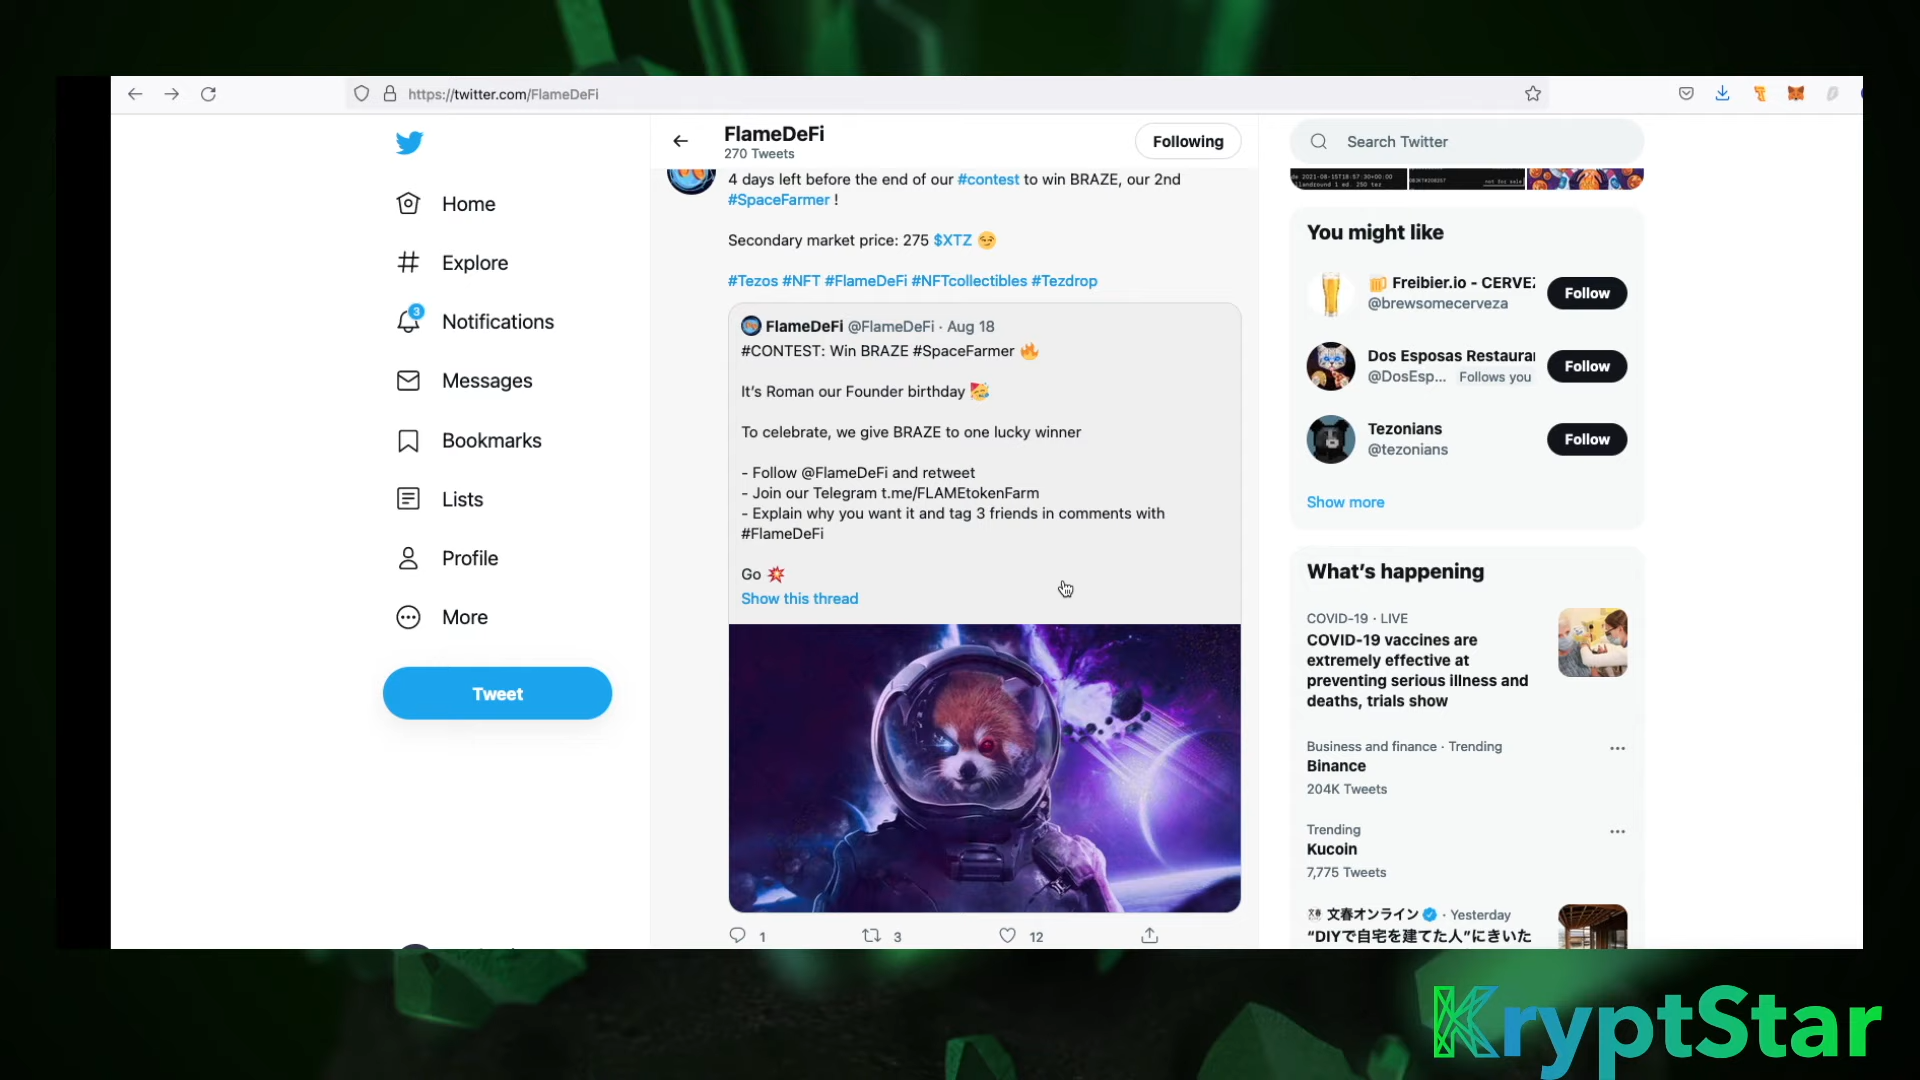 https://twitter.com/FlameDeFi
FlameDeFi
270 Tweets
Following
Search Twitter
Home
Explore
3
Notifications
Messages
Bookmarks
Lists
Profile
More
Tweet
4 days left before the end of our #contest to win BRAZE, our 2nd
#SpaceFarmer !
Secondary market price: 275 $XTZ 😏
#Tezos #NFT #FlameDeFi #NFTcollectibles #Tezdrop
FlameDeFi @FlameDeFi · Aug 18
#CONTEST: Win BRAZE #SpaceFarmer 🔥
It's Roman our Founder birthday 🥳
To celebrate, we give BRAZE to one lucky winner
- Follow @FlameDeFi and retweet
- Join our Telegram t.me/FLAMEtokenFarm
- Explain why you want it and tag 3 friends in comments with
#FlameDeFi
Go 💥
Show this thread
1 3 12
You might like
🍺 Freibier.io - CERVEZ
@brewsomecerveza
Follow
Dos Esposas Restaurar
@DosEsp... Follows you
Follow
Tezonians
@tezonians
Follow
Show more
What's happening
COVID-19 · LIVE
COVID-19 vaccines are
extremely effective at
preventing serious illness and
deaths, trials show
Business and finance · Trending
Binance
204K Tweets
Trending
Kucoin
7,775 Tweets
文春オンライン · Yesterday
“DIYで自宅を建てた人”にきいた
KryptStar